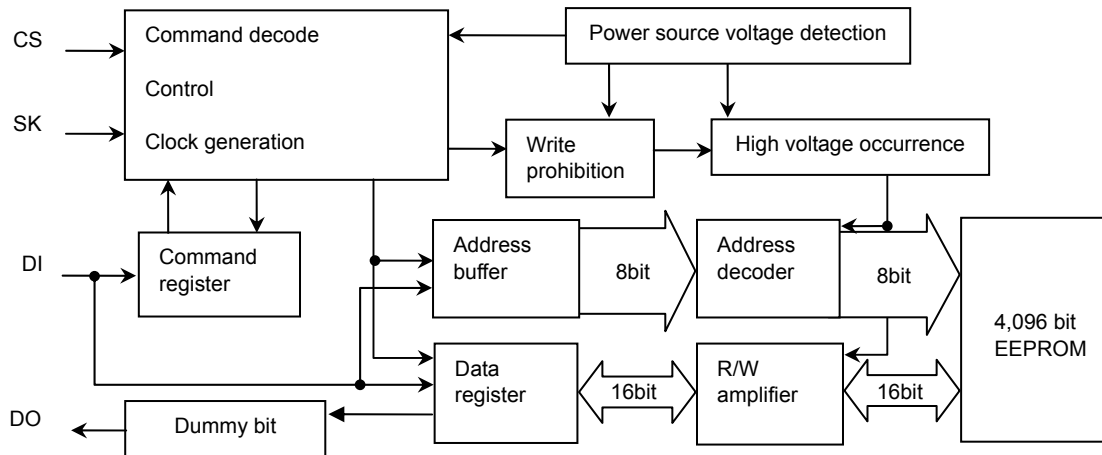 CS
Command decode
Power source voltage detection
Control
SK
Clock generation
Write
prohibition
High voltage occurrence
DI
Command
register
Address
buffer
8bit
Address
decoder
8bit
4,096 bit
EEPROM
Data
register
16bit
R/W
amplifier
16bit
DO
Dummy bit